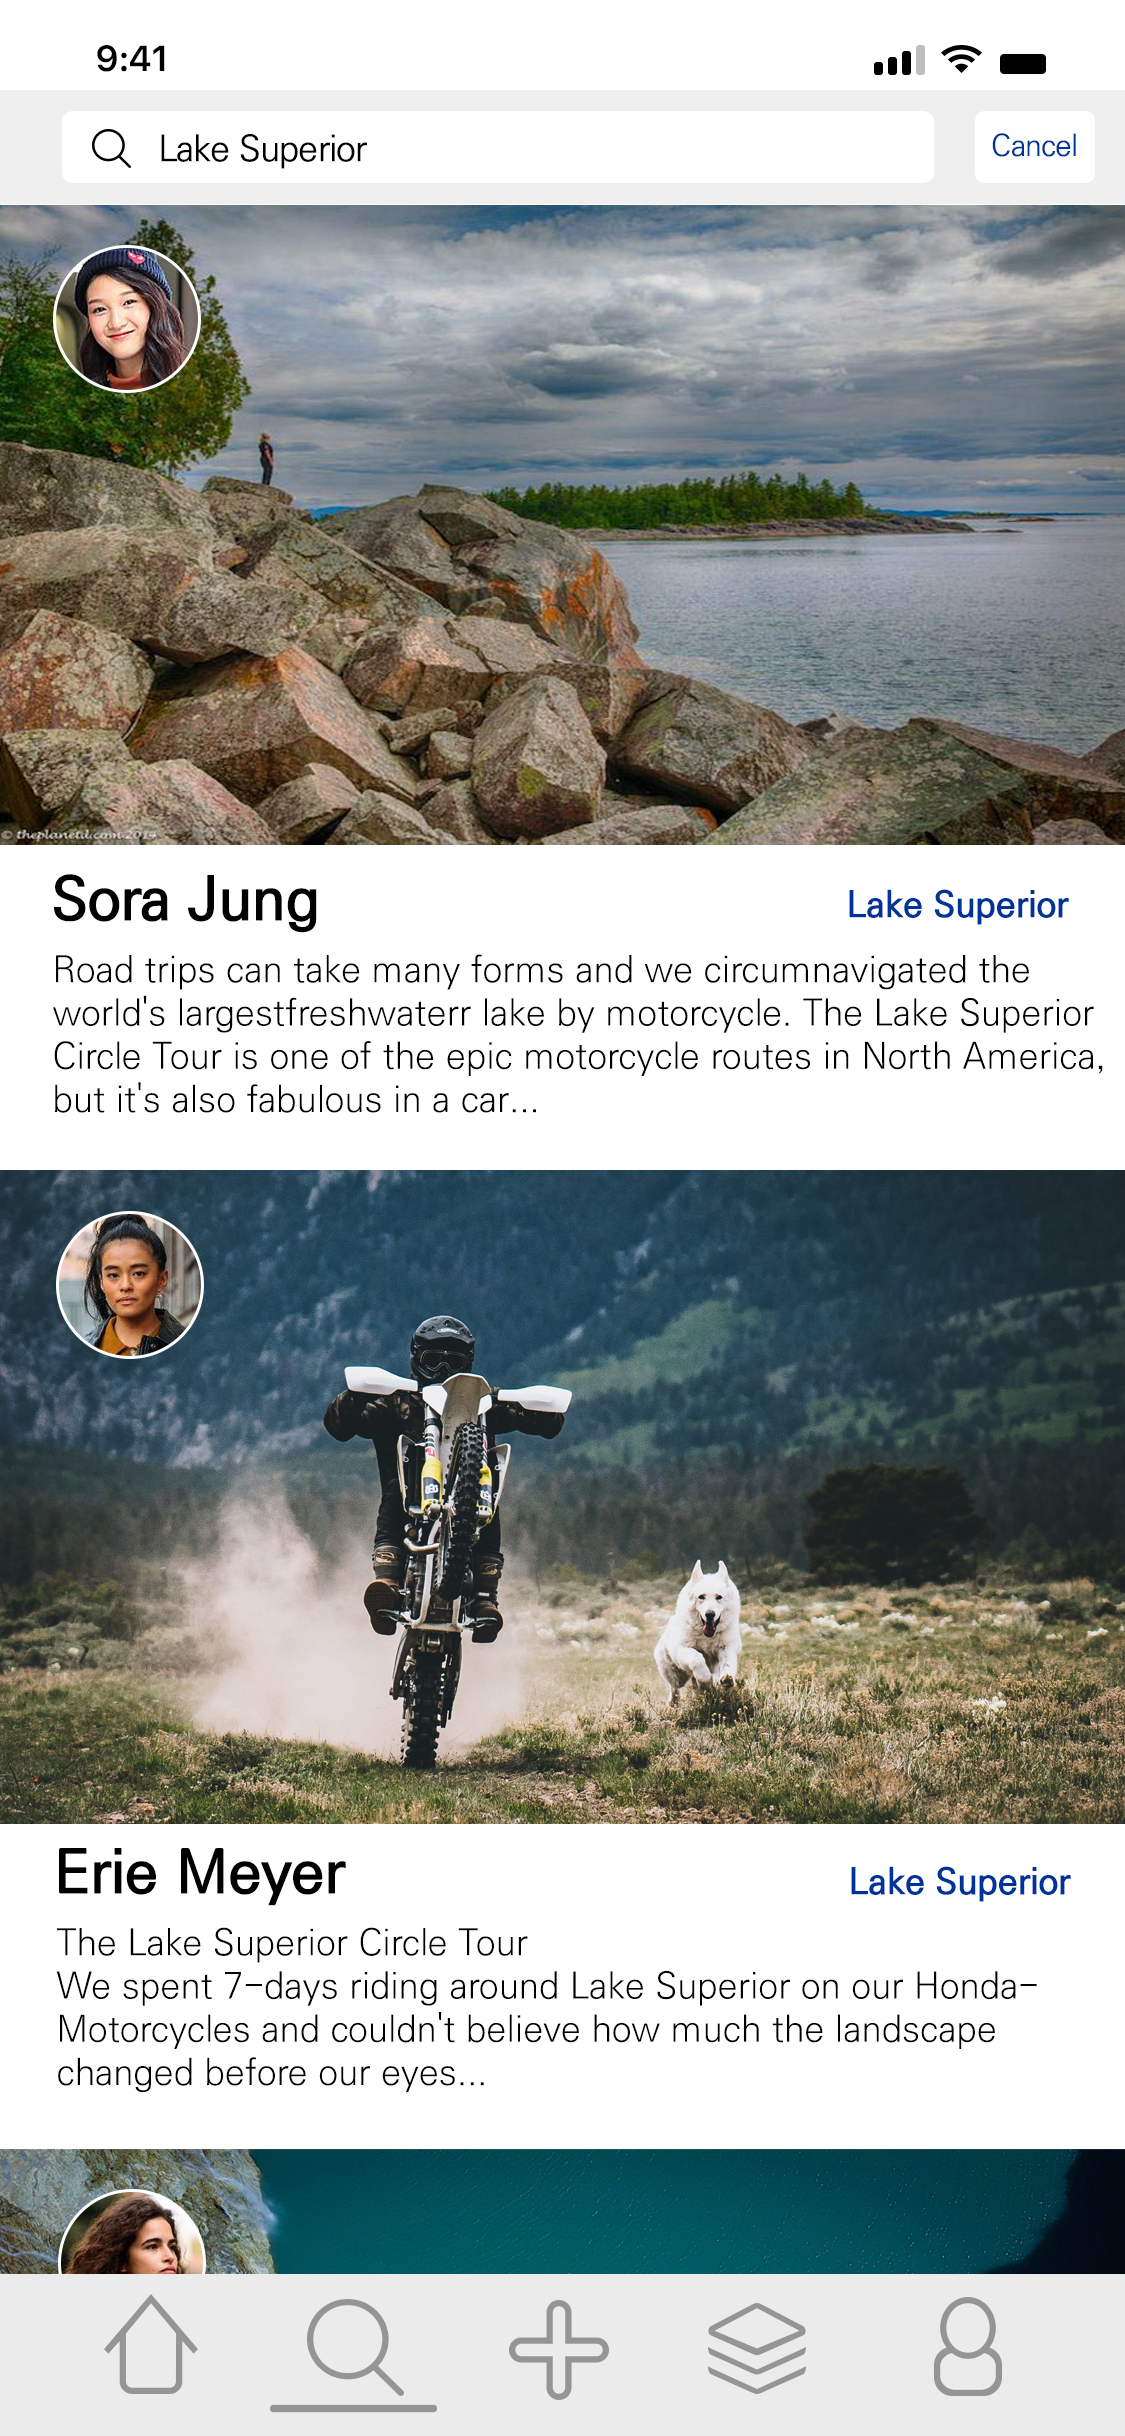 9:41
Lake Superior
Cancel
© theplanetd.com 2014
Sora Jung
Lake Superior
Road trips can take many forms and we circumnavigated the
world's largestfreshwaterr lake by motorcycle. The Lake Superior
Circle Tour is one of the epic motorcycle routes in North America,
but it's also fabulous in a car...
Erie Meyer
Lake Superior
The Lake Superior Circle Tour
We spent 7-days riding around Lake Superior on our Honda-
Motorcycles and couldn't believe how much the landscape
changed before our eyes...